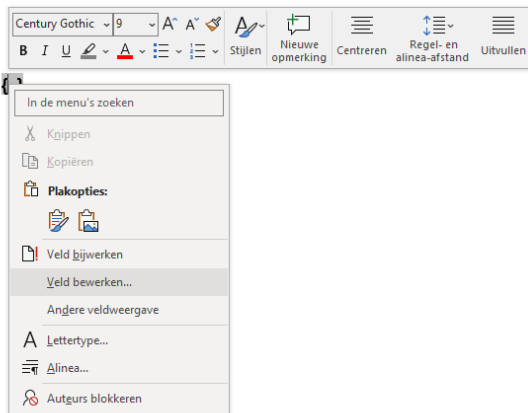 Century Gothic 9 A A
B I U A
Stijlen
Nieuwe
opmerking
Centreren
Regel- en
alinea-afstand
Uitvullen
{ }
In de menu's zoeken
Knippen
Kopiëren
Plakopties:
Veld bijwerken
Veld bewerken...
Andere veldweergave
A Lettertype...
Alinea...
Auteurs blokkeren